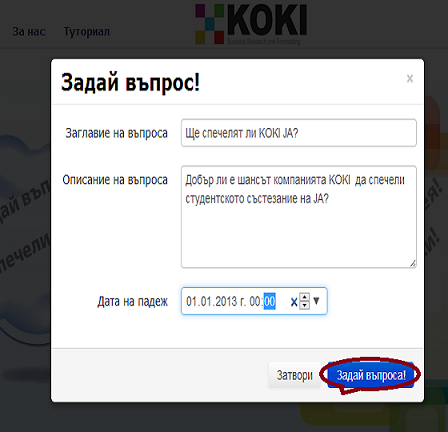 За нас Туториал
KOKI
Задай въпрос!
×
Заглавие на въпроса
Ще спечелят ли KOKI JA?
Описание на въпроса
Добър ли е шансът компанията KOKI да спечели
студентското състезание на JA?
Дата на падеж
01.01.2013 г. 00:00
Затвори
Задай въпроса!